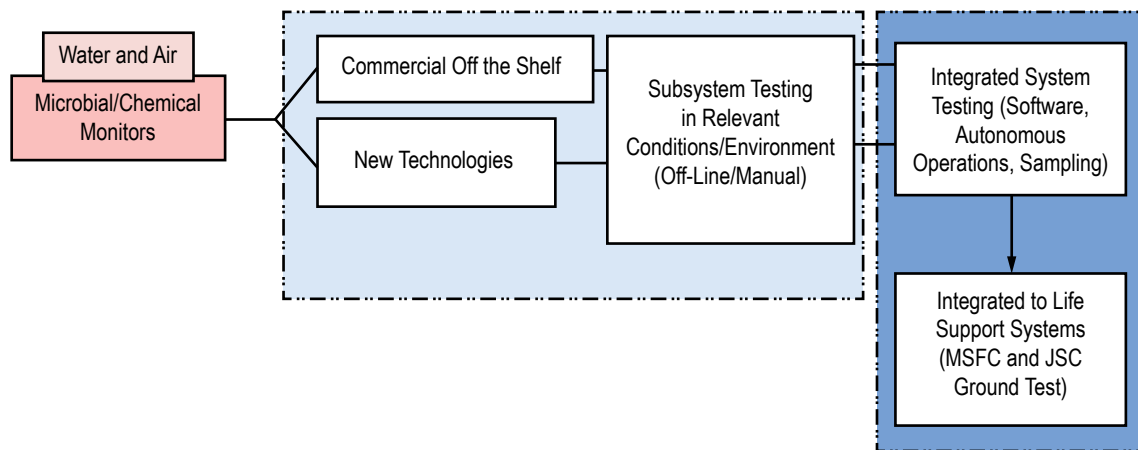 Water and Air
Microbial/Chemical
Monitors
Commercial Off the Shelf
New Technologies
Subsystem Testing
in Relevant
Conditions/Environment
(Off-Line/Manual)
Integrated System
Testing (Software,
Autonomous
Operations, Sampling)
Integrated to Life
Support Systems
(MSFC and JSC
Ground Test)